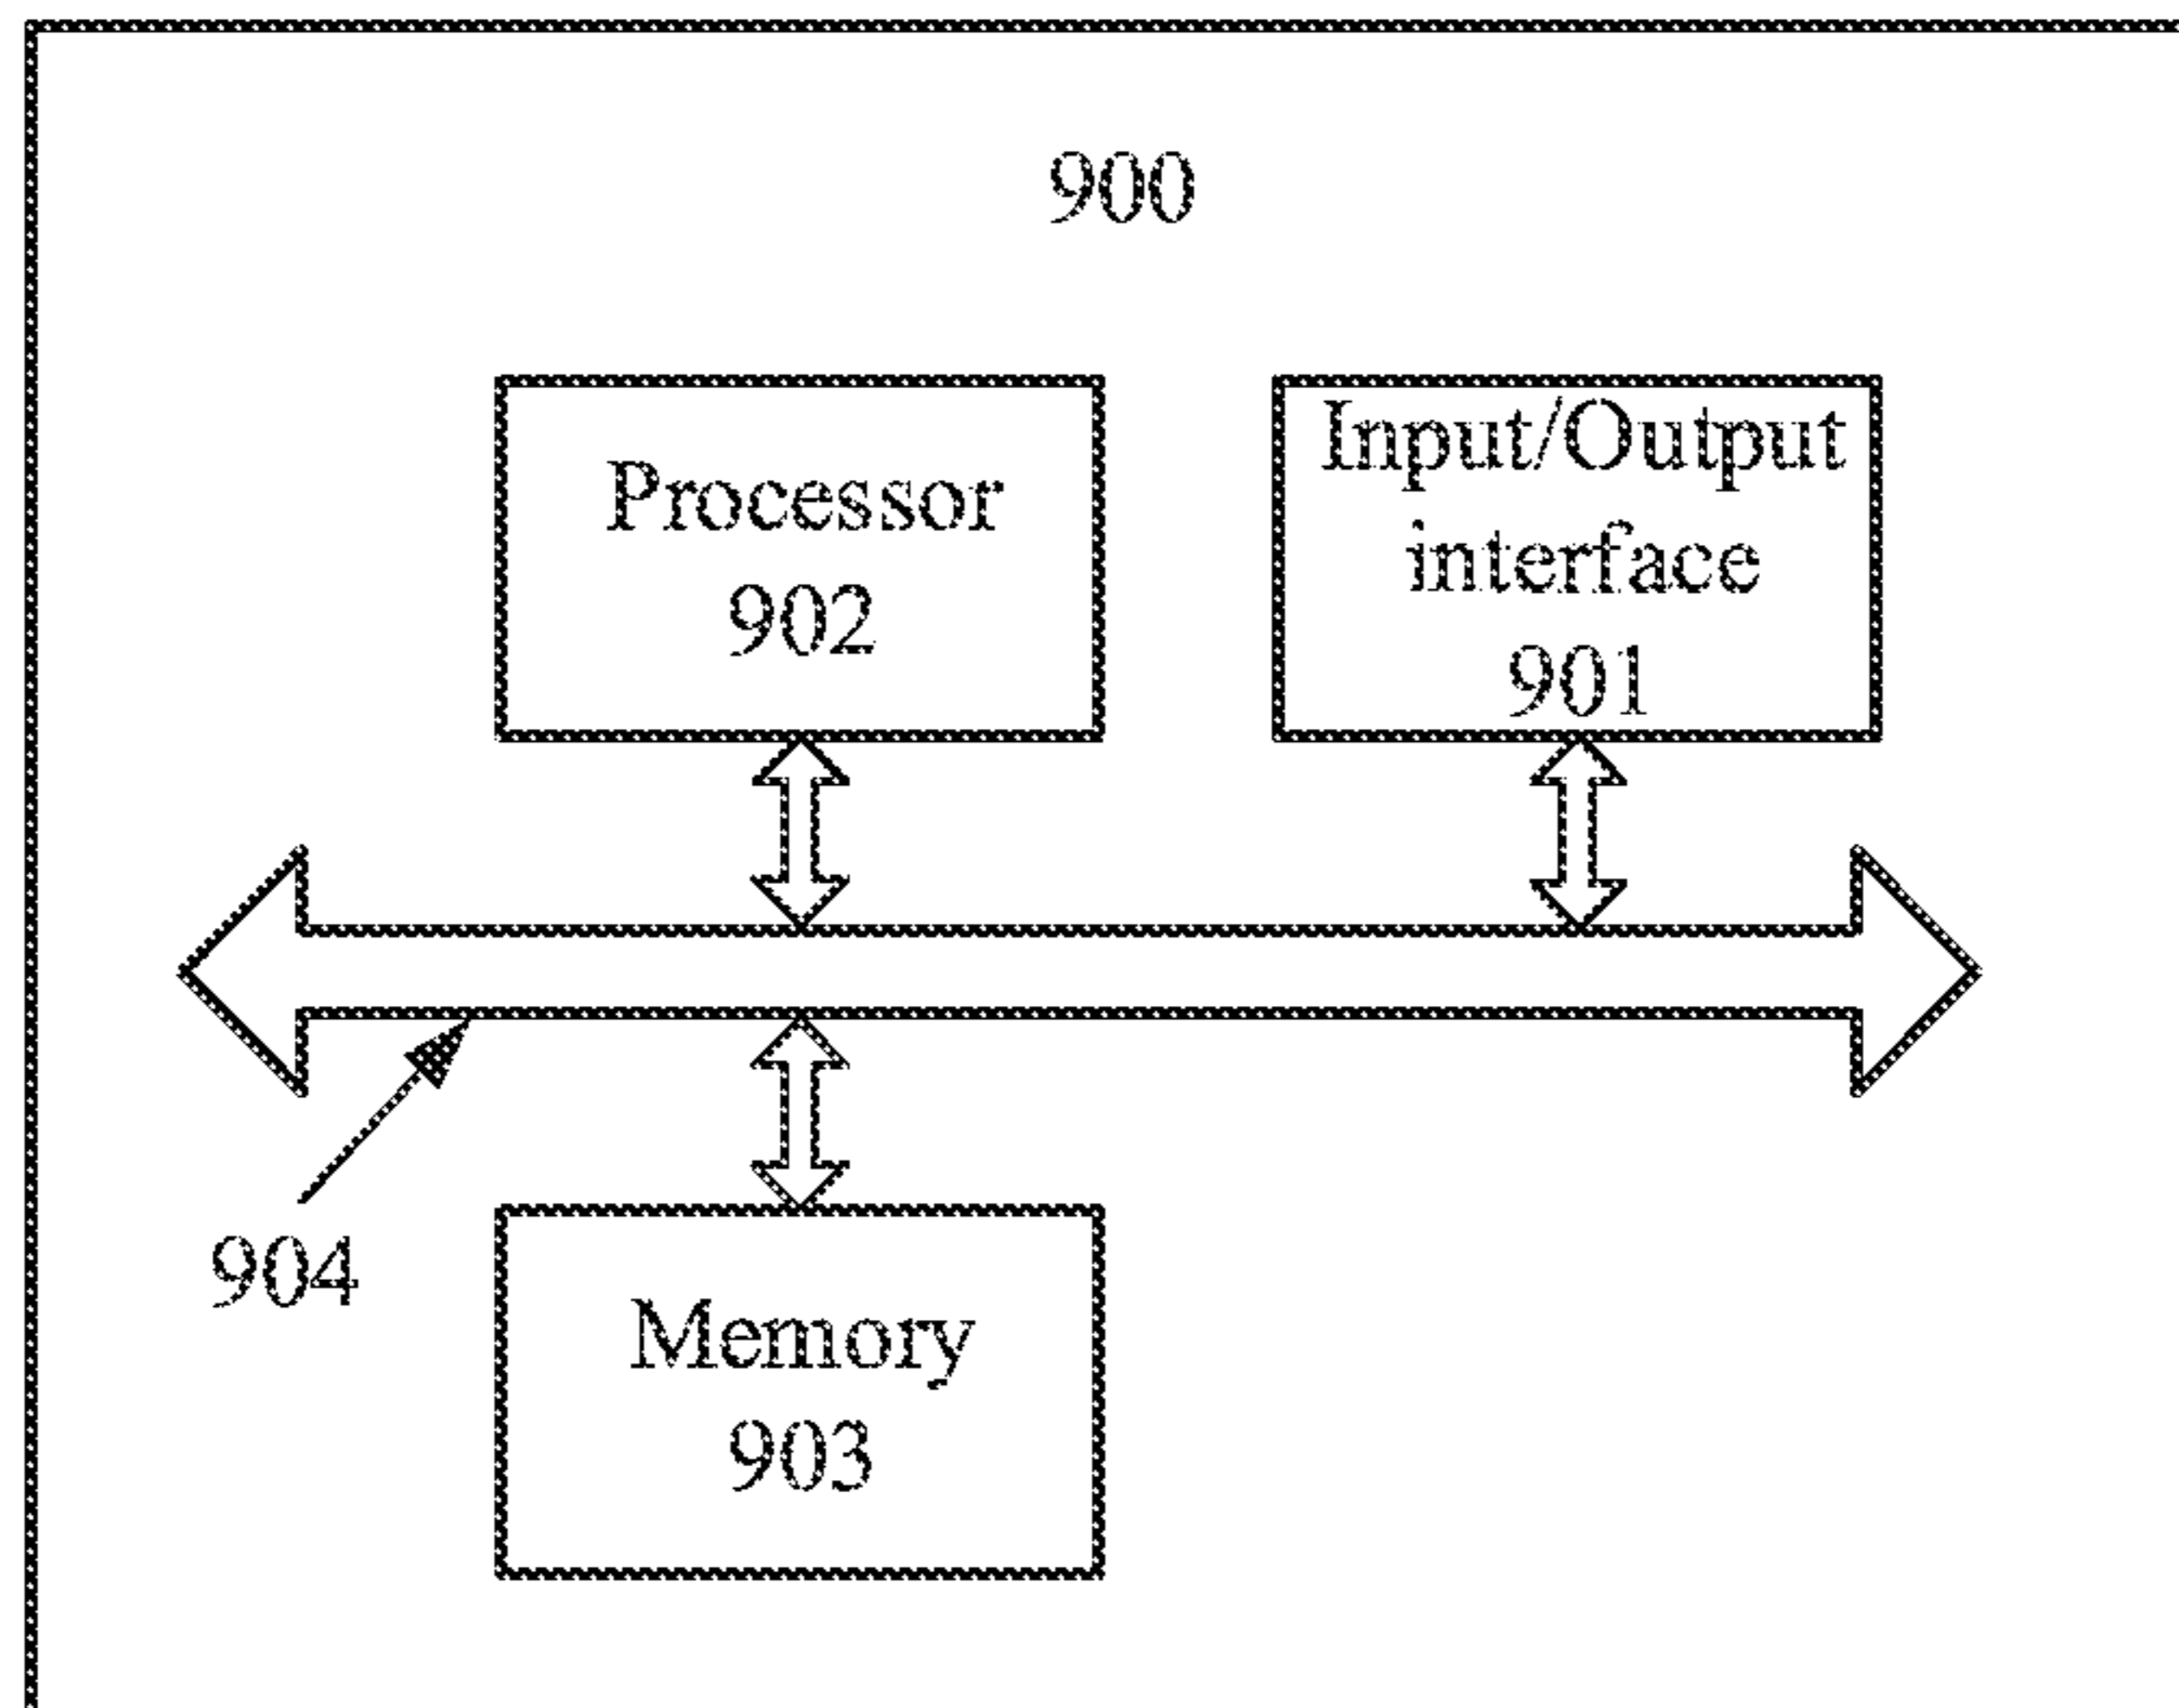 900
Processor
902
Input/Output
interface
901
904
Memory
903